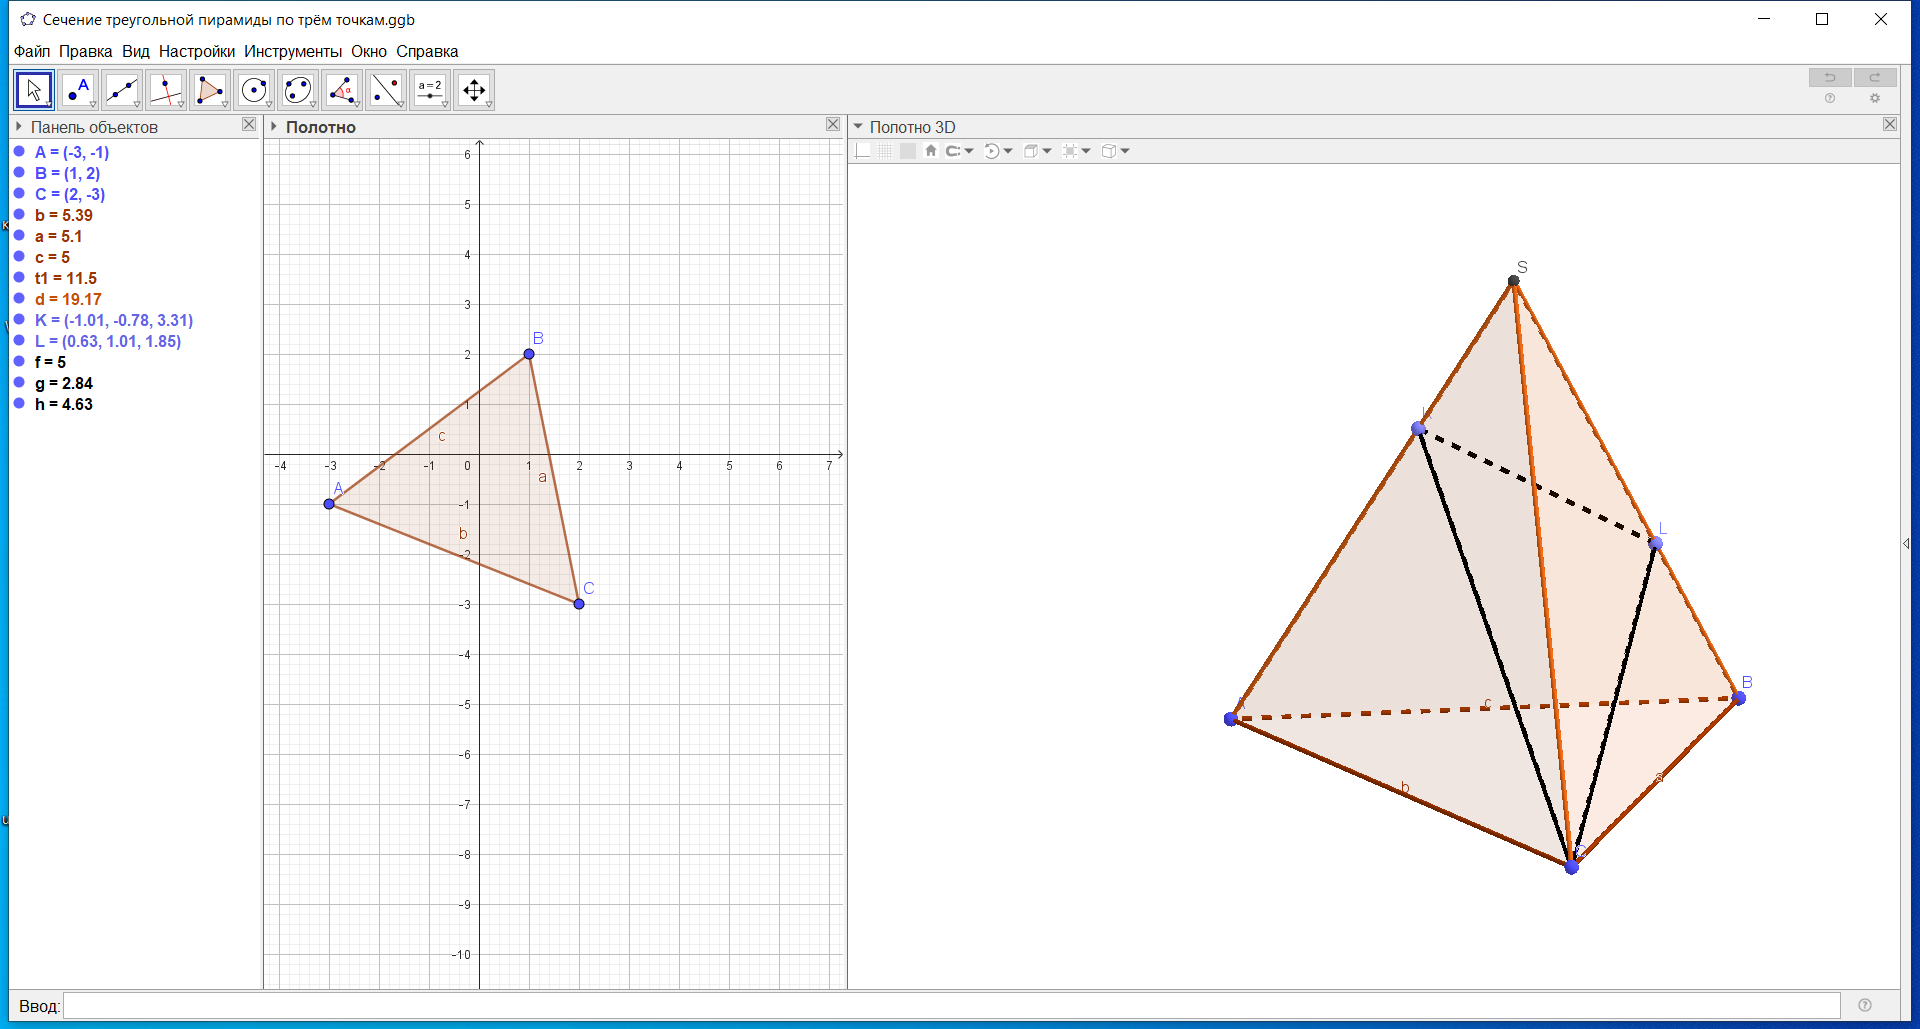 Сечение треугольной пирамиды по трём точкам.ggb
Файл Правка Вид Настройки Инструменты Окно Справка
A
α
a = 2
Панель объектов
Полотно
Полотно 3D
A = (-3, -1)
B = (1, 2)
C = (2, -3)
b = 5.39
a = 5.1
c = 5
t1 = 11.5
d = 19.17
K = (-1.01, -0.78, 3.31)
L = (0.63, 1.01, 1.85)
f = 5
g = 2.84
h = 4.63
6
5
4
3
2
1
-4 -3 -2 -1 0 1 2 3 4 5 6 7
-1
-2
-3
-4
-5
-6
-7
-8
-9
-10
B
c
a
A
b
C
S
L
B
c
a
b
Ввод: